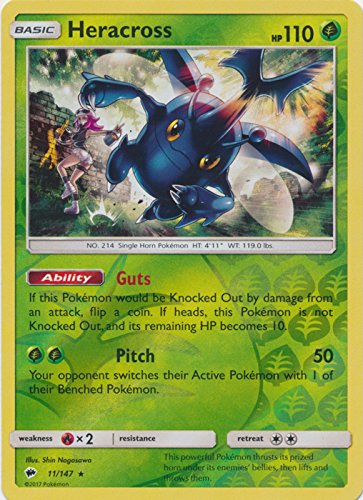 BASIC Heracross HP 110
NO. 214 Single Horn Pokémon HT: 4'11" WT: 119.0 lbs.
Ability Guts
If this Pokémon would be Knocked Out by damage from
an attack, flip a coin. If heads, this Pokémon is not
Knocked Out, and its remaining HP becomes 10.
Pitch 50
Your opponent switches their Active Pokémon with 1 of
their Benched Pokémon.
weakness × 2 resistance retreat
Illus. Shin Nagasawa
11/147 ★
©2017 Pokémon
This powerful Pokémon thrusts its prized
horn under its enemies' bellies, then lifts and
throws them.